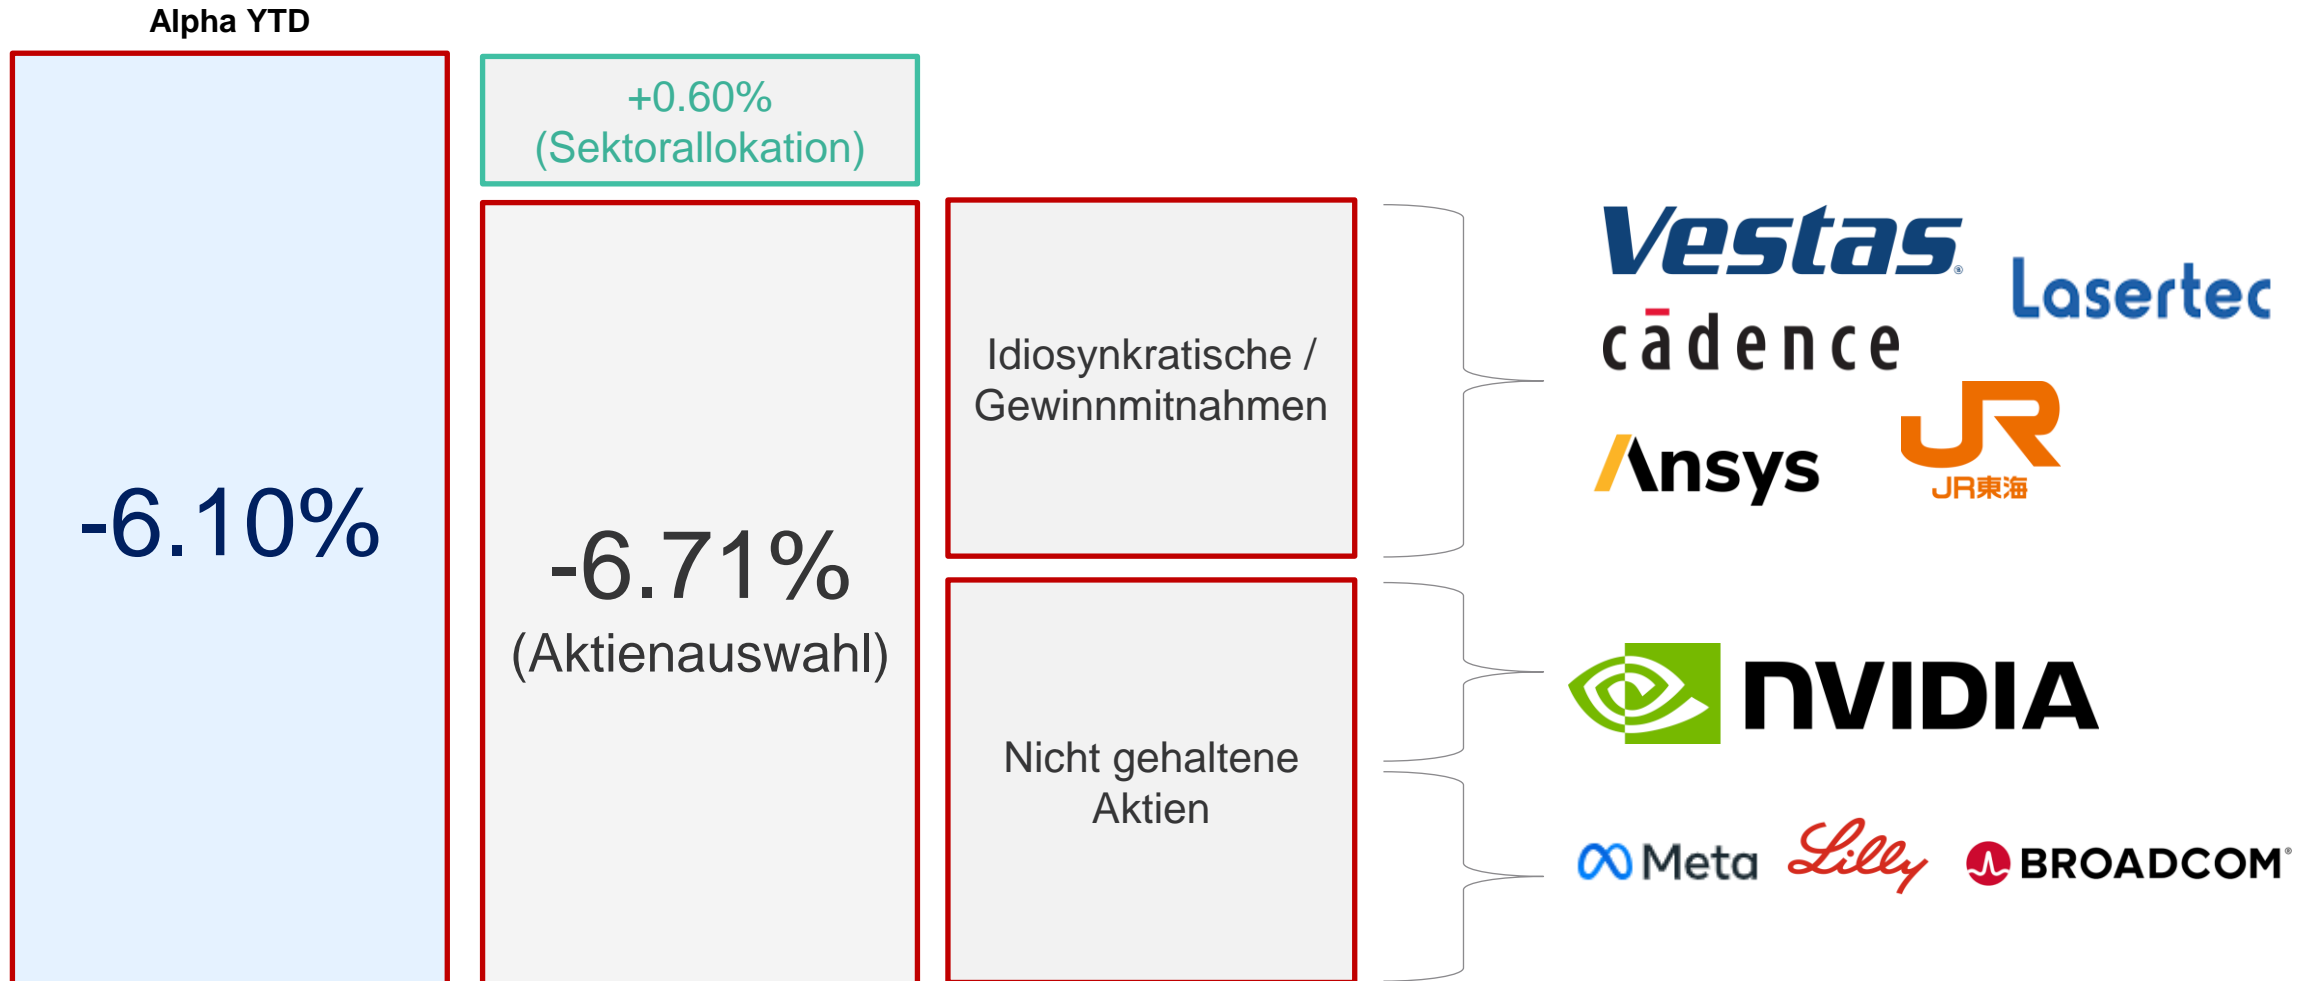 Alpha YTD
-6.10%
+0.60%
(Sektorallokation)
-6.71%
(Aktienauswahl)
Idiosynkratische /
Gewinnmitnahmen
Nicht gehaltene
Aktien
Vestas®
Lasertec
cādence
Ansys
JR
JR東海
NVIDIA
Meta
Lilly
BROADCOM®